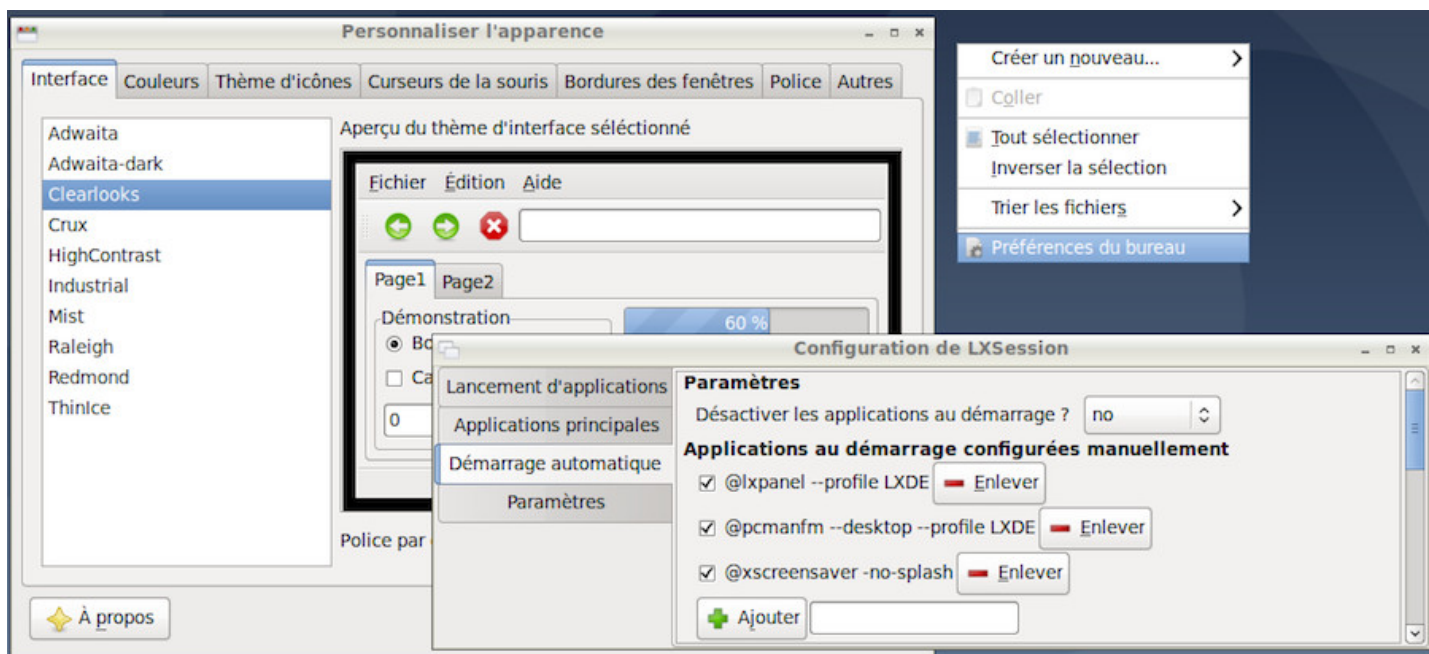 Personnaliser l'apparence
Interface Couleurs Thème d'icônes Curseurs de la souris Bordures des fenêtres Police Autres
Adwaita
Adwaita-dark
Clearlooks
Crux
HighContrast
Industrial
Mist
Raleigh
Redmond
ThinIce
Aperçu du thème d'interface séléctionné
Fichier Édition Aide
Page1 Page2
Démonstration
60 %
0
Police par
À propos
Créer un nouveau...
Coller
Tout sélectionner
Inverser la sélection
Trier les fichiers
Préférences du bureau
Configuration de LXSession
Lancement d'applications
Applications principales
Démarrage automatique
Paramètres
Paramètres
Désactiver les applications au démarrage ? no
Applications au démarrage configurées manuellement
@lxpanel --profile LXDE Enlever
@pcmanfm --desktop --profile LXDE Enlever
@xscreensaver -no-splash Enlever
Ajouter